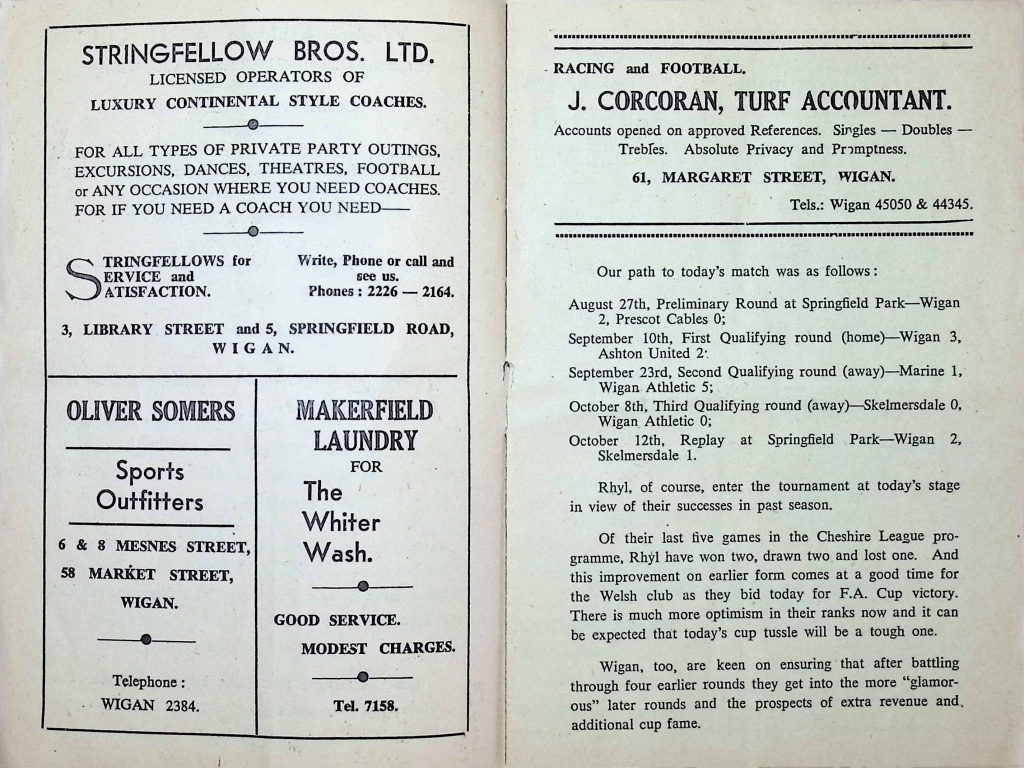 STRINGFELLOW BROS. LTD.
LICENSED OPERATORS OF
LUXURY CONTINENTAL STYLE COACHES.
FOR ALL TYPES OF PRIVATE PARTY OUTINGS,
EXCURSIONS, DANCES, THEATRES, FOOTBALL
or ANY OCCASION WHERE YOU NEED COACHES.
FOR IF YOU NEED A COACH YOU NEED—
STRINGFELLOWS for
SERVICE and
SATISFACTION.
Write, Phone or call and
see us.
Phones: 2226 — 2164.
3, LIBRARY STREET and 5, SPRINGFIELD ROAD,
WIGAN.
OLIVER SOMERS
Sports
Outfitters
6 & 8 MESNES STREET,
58 MARKET STREET,
WIGAN.
Telephone:
WIGAN 2384.
MAKERFIELD
LAUNDRY
FOR
The
Whiter
Wash.
GOOD SERVICE.
MODEST CHARGES.
Tel. 7158.
RACING and FOOTBALL.
J. CORCORAN, TURF ACCOUNTANT.
Accounts opened on approved References. Singles — Doubles —
Trebles. Absolute Privacy and Promptness.
61, MARGARET STREET, WIGAN.
Tels.: Wigan 45050 & 44345.
Our path to today's match was as follows:
August 27th, Preliminary Round at Springfield Park—Wigan
2, Prescot Cables 0;
September 10th, First Qualifying round (home)—Wigan 3,
Ashton United 2.
September 23rd, Second Qualifying round (away)—Marine 1,
Wigan Athletic 5;
October 8th, Third Qualifying round (away)—Skelmersdale 0,
Wigan Athletic 0;
October 12th, Replay at Springfield Park—Wigan 2,
Skelmersdale 1.
Rhyl, of course, enter the tournament at today's stage
in view of their successes in past season.
Of their last five games in the Cheshire League pro-
gramme, Rhyl have won two, drawn two and lost one. And
this improvement on earlier form comes at a good time for
the Welsh club as they bid today for F.A. Cup victory.
There is much more optimism in their ranks now and it can
be expected that today's cup tussle will be a tough one.
Wigan, too, are keen on ensuring that after battling
through four earlier rounds they get into the more "glamor-
ous" later rounds and the prospects of extra revenue and
additional cup fame.